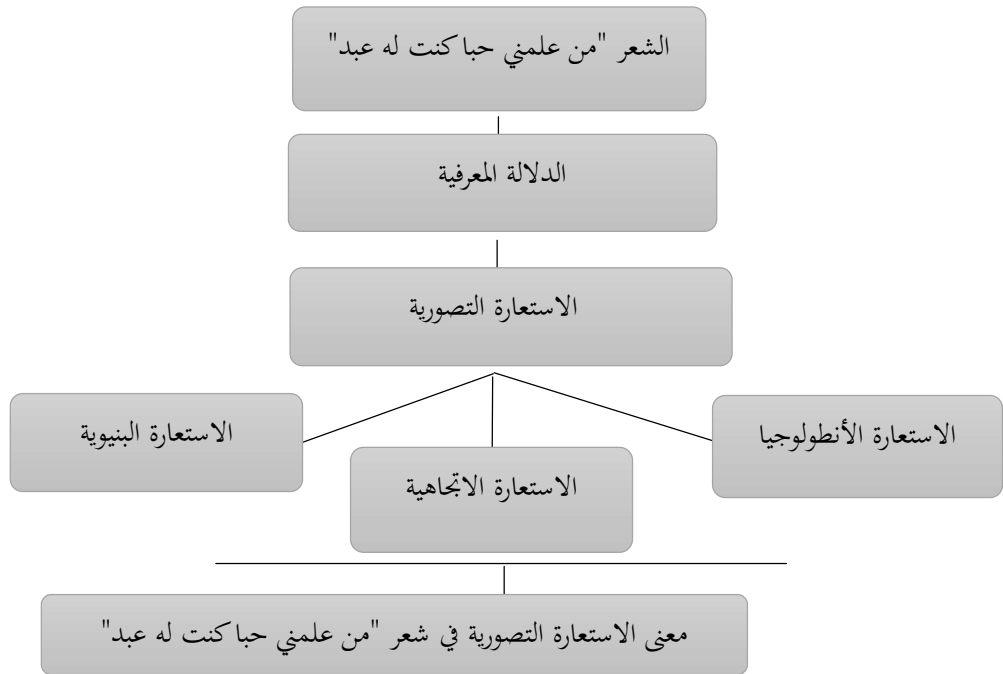 الشعر "من علمني حبا كنت له عبد"
الدلالة المعرفية
الاستعارة التصورية
الاستعارة الأنطولوجيا
الاستعارة الاتجاهية
الاستعارة البنيوية
معنى الاستعارة التصورية في شعر "من علمني حبا كنت له عبد"